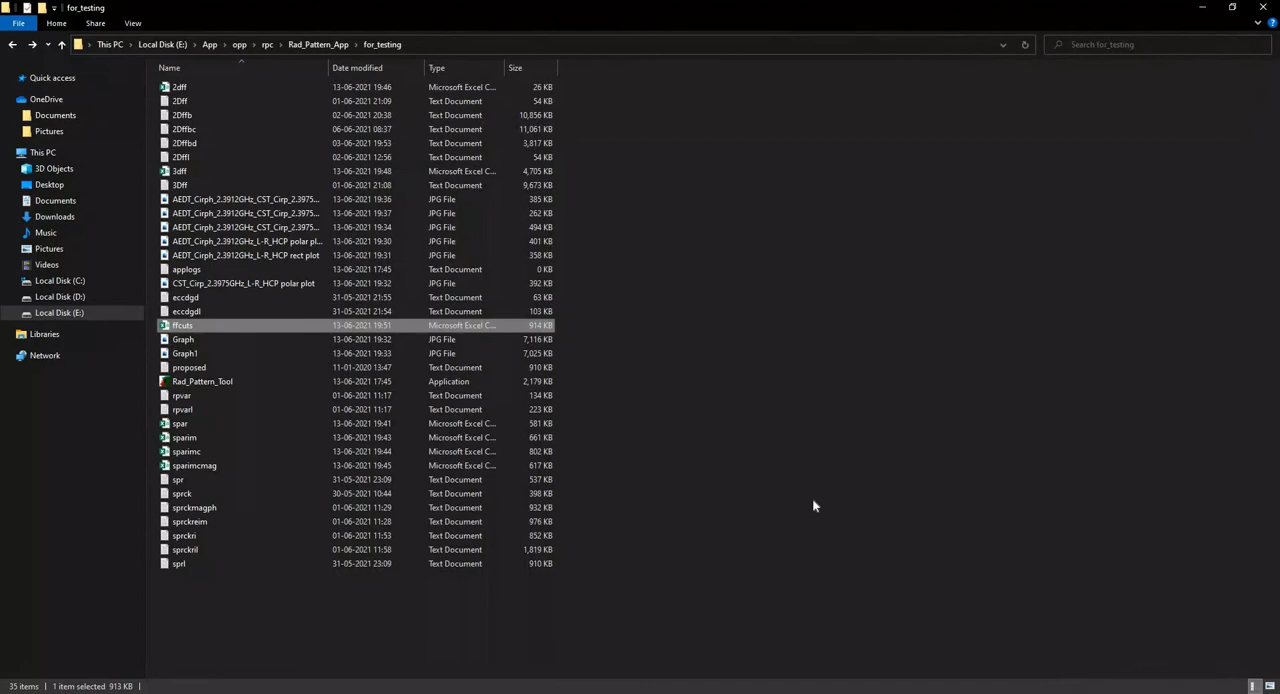 for_testing
File Home Share View
This PC Local Disk (E:) App opp rpc Rad_Pattern_App for_testing
Search for_testing
Quick access
OneDrive
Documents
Pictures
This PC
3D Objects
Desktop
Documents
Downloads
Music
Pictures
Videos
Local Disk (C:)
Local Disk (D:)
Local Disk (E:)
Libraries
Network
Name Date modified Type Size
2dff 13-06-2021 19:46 Microsoft Excel C... 26 KB
2Dff 01-06-2021 21:09 Text Document 54 KB
2Dffb 02-06-2021 20:38 Text Document 10,856 KB
2Dffbc 06-06-2021 08:37 Text Document 11,061 KB
2Dffbd 03-06-2021 19:53 Text Document 3,817 KB
2Dffl 02-06-2021 12:56 Text Document 54 KB
3dff 13-06-2021 19:48 Microsoft Excel C... 4,705 KB
3Dff 01-06-2021 21:08 Text Document 9,673 KB
AEDT_Cirph_2.3912GHz_CST_Cirp_2.3975... 13-06-2021 19:36 JPG File 385 KB
AEDT_Cirph_2.3912GHz_CST_Cirp_2.3975... 13-06-2021 19:37 JPG File 262 KB
AEDT_Cirph_2.3912GHz_CST_Cirp_2.3975... 13-06-2021 19:34 JPG File 494 KB
AEDT_Cirph_2.3912GHz_L-R_HCP polar pl... 13-06-2021 19:30 JPG File 401 KB
AEDT_Cirph_2.3912GHz_L-R_HCP rect plot 13-06-2021 19:31 JPG File 358 KB
applogs 13-06-2021 17:45 Text Document 0 KB
CST_Cirp_2.3975GHz_L-R_HCP polar plot 13-06-2021 19:32 JPG File 392 KB
eccdgd 31-05-2021 21:55 Text Document 63 KB
eccdgdl 31-05-2021 21:54 Text Document 103 KB
ffcuts 13-06-2021 19:51 Microsoft Excel C... 914 KB
Graph 13-06-2021 19:32 JPG File 7,116 KB
Graph1 13-06-2021 19:33 JPG File 7,025 KB
proposed 11-01-2020 13:47 Text Document 910 KB
Rad_Pattern_Tool 13-06-2021 17:45 Application 2,179 KB
rpvar 01-06-2021 11:17 Text Document 134 KB
rpvarl 01-06-2021 11:17 Text Document 223 KB
spar 13-06-2021 19:41 Microsoft Excel C... 581 KB
sparim 13-06-2021 19:43 Microsoft Excel C... 661 KB
sparimc 13-06-2021 19:44 Microsoft Excel C... 802 KB
sparimcmag 13-06-2021 19:45 Microsoft Excel C... 617 KB
spr 31-05-2021 23:09 Text Document 537 KB
sprck 30-05-2021 10:44 Text Document 398 KB
sprckmagph 01-06-2021 11:29 Text Document 932 KB
sprckreim 01-06-2021 11:28 Text Document 976 KB
sprckri 01-06-2021 11:53 Text Document 852 KB
sprckril 01-06-2021 11:58 Text Document 1,819 KB
sprl 31-05-2021 23:09 Text Document 910 KB
35 items 1 item selected 913 KB